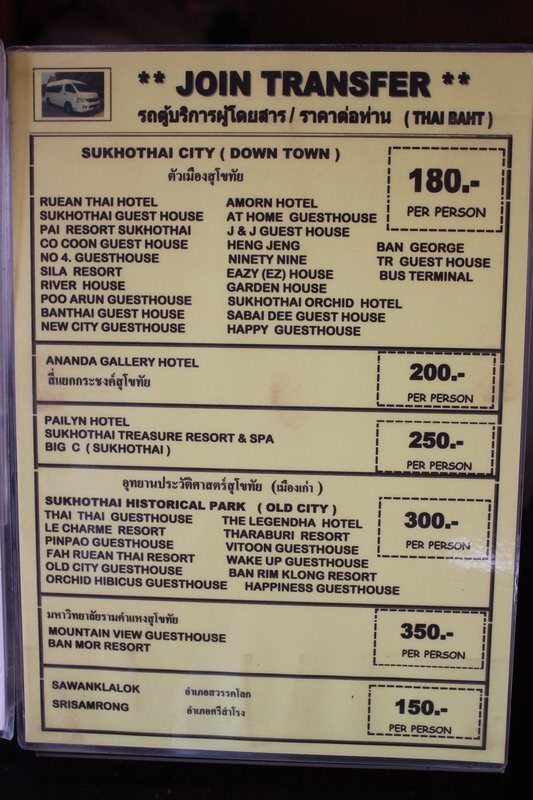 ** JOIN TRANSFER **
รถตู้บริการผู้โดยสาร / ราคาต่อท่าน ( THAI BAHT )
SUKHOTHAI CITY ( DOWN TOWN )
ตัวเมืองสุโขทัย
180.-
PER PERSON
RUEAN THAI HOTEL
SUKHOTHAI GUEST HOUSE
PAI RESORT SUKHOTHAI
CO COON GUEST HOUSE
NO 4. GUESTHOUSE
SILA RESORT
RIVER HOUSE
POO ARUN GUESTHOUSE
BANTHAI GUEST HOUSE
NEW CITY GUESTHOUSE
AMORN HOTEL
AT HOME GUESTHOUSE
J & J GUEST HOUSE
HENG JENG
NINETY NINE
EAZY (EZ) HOUSE
GARDEN HOUSE
SUKHOTHAI ORCHID HOTEL
SABAI DEE GUEST HOUSE
HAPPY GUESTHOUSE
BAN GEORGE
TR GUEST HOUSE
BUS TERMINAL
ANANDA GALLERY HOTEL
สี่แยกกระชงค์สุโขทัย
200.-
PER PERSON
PAILYN HOTEL
SUKHOTHAI TREASURE RESORT & SPA
BIG C ( SUKHOTHAI )
250.-
PER PERSON
อุทยานประวัติศาสตร์สุโขทัย (เมืองเก่า)
SUKHOTHAI HISTORICAL PARK ( OLD CITY )
THAI THAI GUESTHOUSE
LE CHARME RESORT
PINPAO GUESTHOUSE
FAH RUEAN THAI RESORT
OLD CITY GUESTHOUSE
ORCHID HIBICUS GUESTHOUSE
THE LEGENDHA HOTEL
THARABURI RESORT
VITOON GUESTHOUSE
WAKE UP GUESTHOUSE
BAN RIM KLONG RESORT
HAPPINESS GUESTHOUSE
300.-
PER PERSON
มหาวิทยาลัยรามคำแหงสุโขทัย
MOUNTAIN VIEW GUESTHOUSE
BAN MOR RESORT
350.-
PER PERSON
SAWANKLALOK อำเภอสวรรคโลก
SRISAMRONG อำเภอศรีสำโรง
150.-
PER PERSON